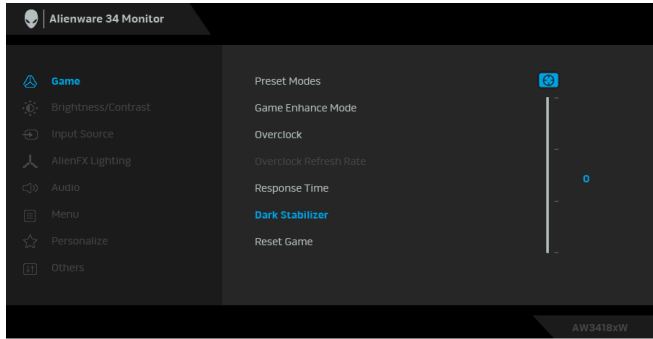 Alienware 34 Monitor
Game
Brightness/Contrast
Input Source
AlienFX Lighting
Audio
Menu
Personalize
Others
Preset Modes
Game Enhance Mode
Overclock
Overclock Refresh Rate
Response Time
Dark Stabilizer
Reset Game
0
AW3418xW